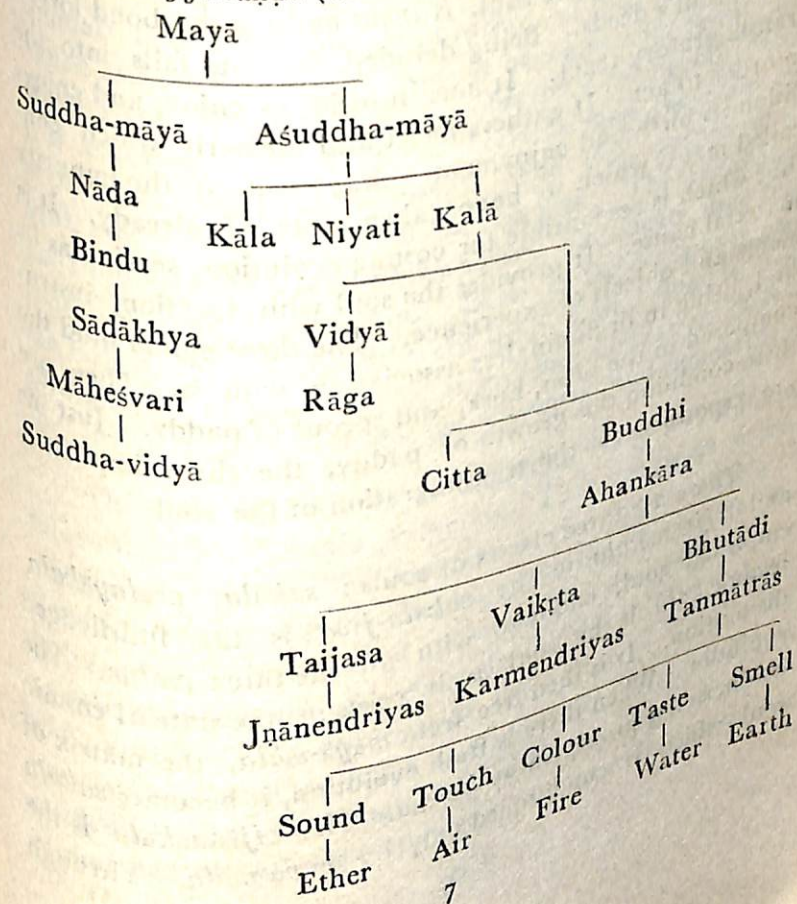 Mayā
Suddha-māyā Aśuddha-māyā
Nāda
Kāla Niyati Kalā
Bindu
Sādākhya Vidyā
Māheśvari Rāga
Suddha-vidyā
Citta Buddhi
Ahankāra
Taijasa Vaikṛta Bhutādi
Jṇānendriyas Karmendriyas Tanmātrās
Sound Touch Colour Taste Smell
Ether Air Fire Water Earth
7